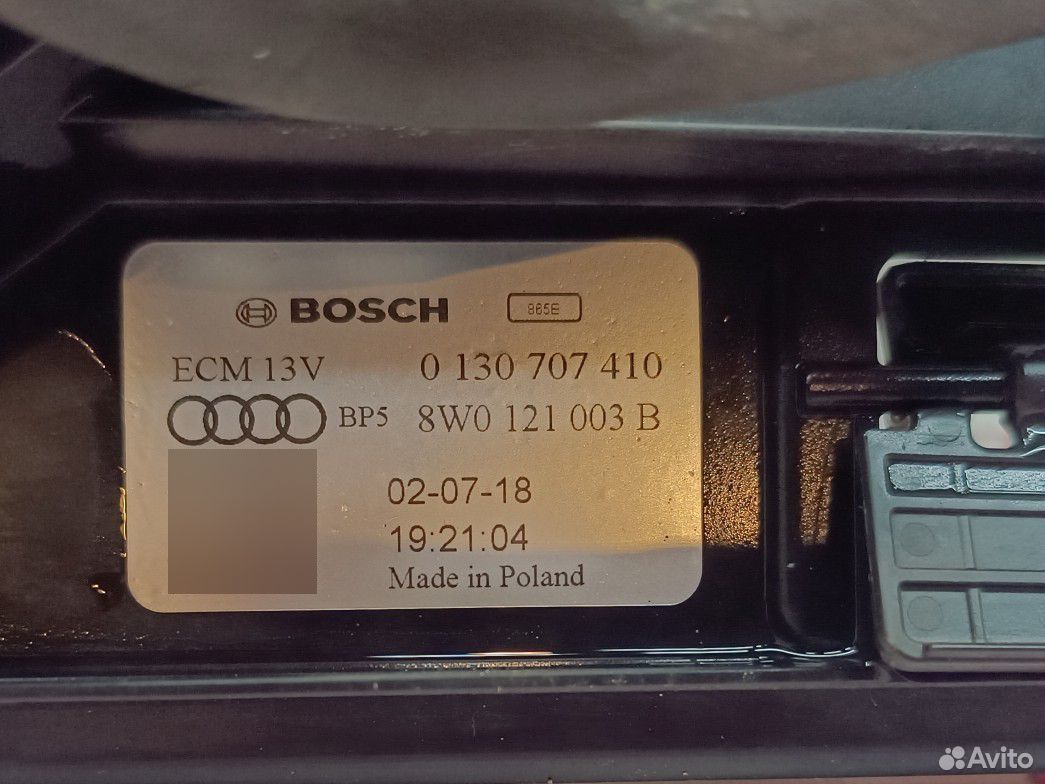 BOSCH 965E
ECM 13V 0 130 707 410
BP5 8W0 121 003 B
02-07-18
19:21:04
Made in Poland
Avito